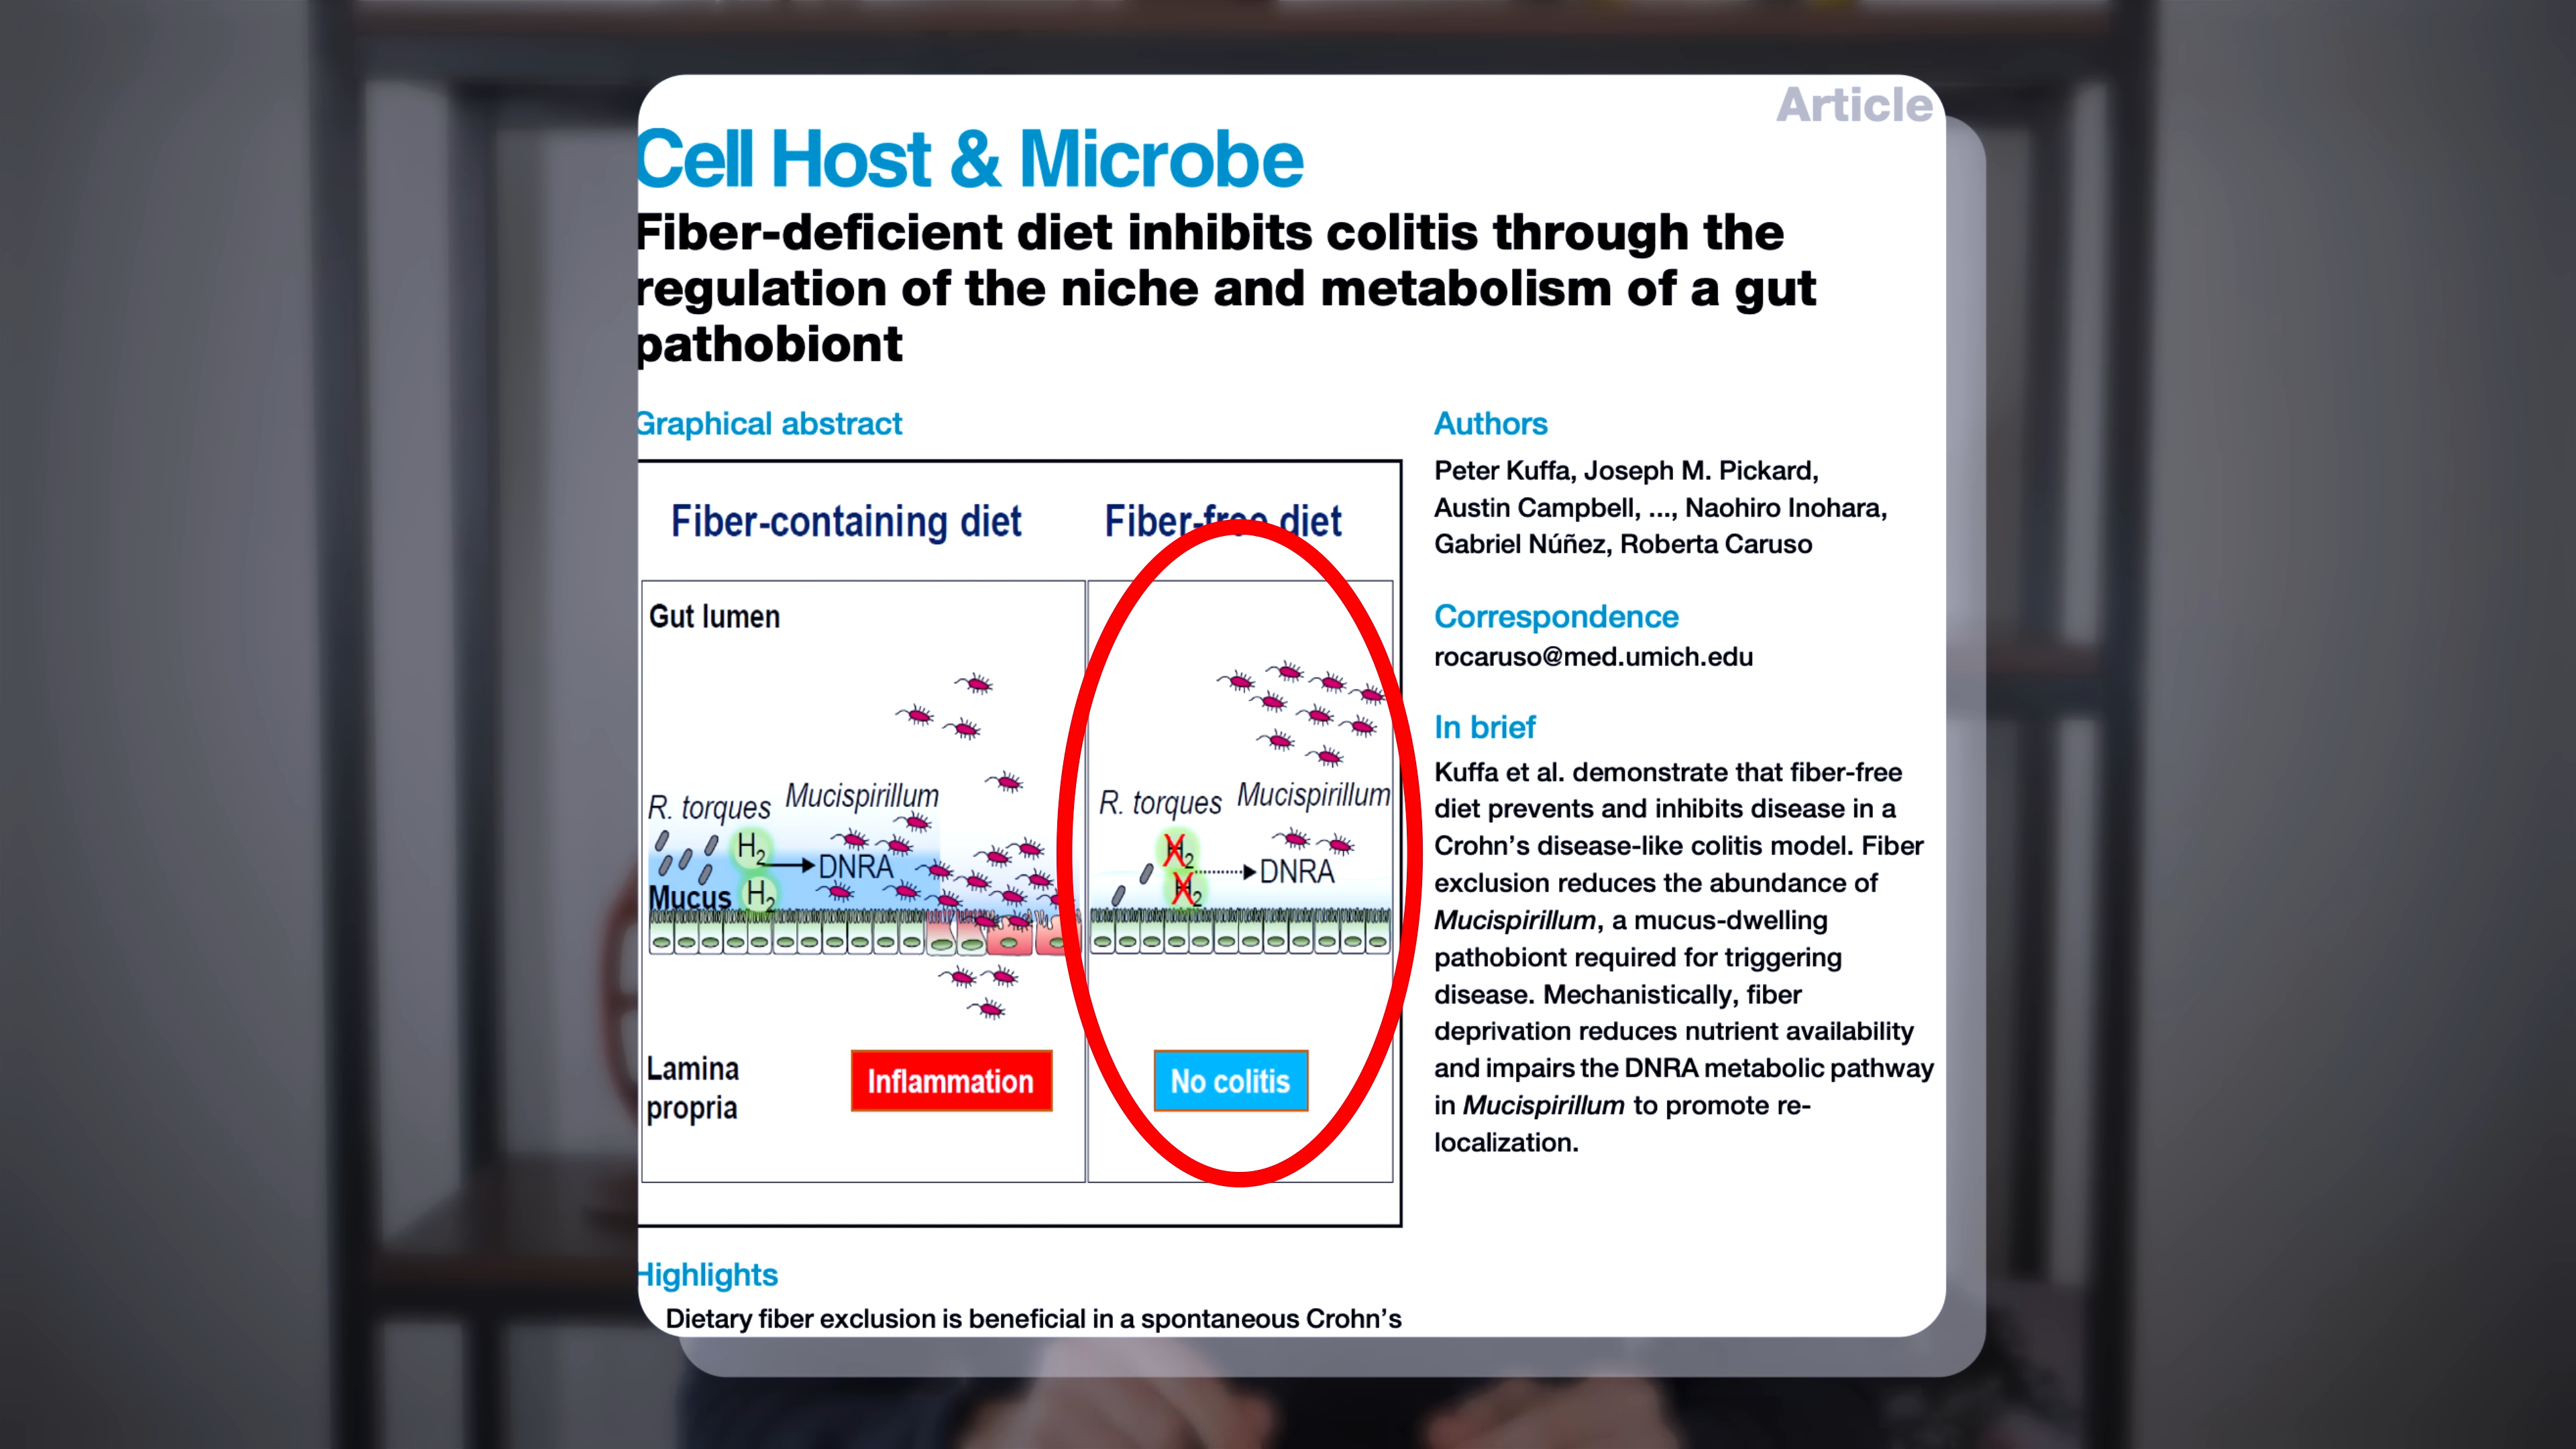 Article
Cell Host & Microbe
Fiber-deficient diet inhibits colitis through the
regulation of the niche and metabolism of a gut
pathobiont
Graphical abstract
Fiber-containing diet
Fiber-free diet
Gut lumen
R. torques
Mucispirillum
H2
DNRA
Mucus
H2
Lamina
propria
Inflammation
R. torques
Mucispirillum
H2
DNRA
H2
No colitis
Authors
Peter Kuffa, Joseph M. Pickard,
Austin Campbell, ..., Naohiro Inohara,
Gabriel Núñez, Roberta Caruso
Correspondence
rocaruso@med.umich.edu
In brief
Kuffa et al. demonstrate that fiber-free
diet prevents and inhibits disease in a
Crohn's disease-like colitis model. Fiber
exclusion reduces the abundance of
Mucispirillum, a mucus-dwelling
pathobiont required for triggering
disease. Mechanistically, fiber
deprivation reduces nutrient availability
and impairs the DNRA metabolic pathway
in Mucispirillum to promote re-
localization.
Highlights
Dietary fiber exclusion is beneficial in a spontaneous Crohn's